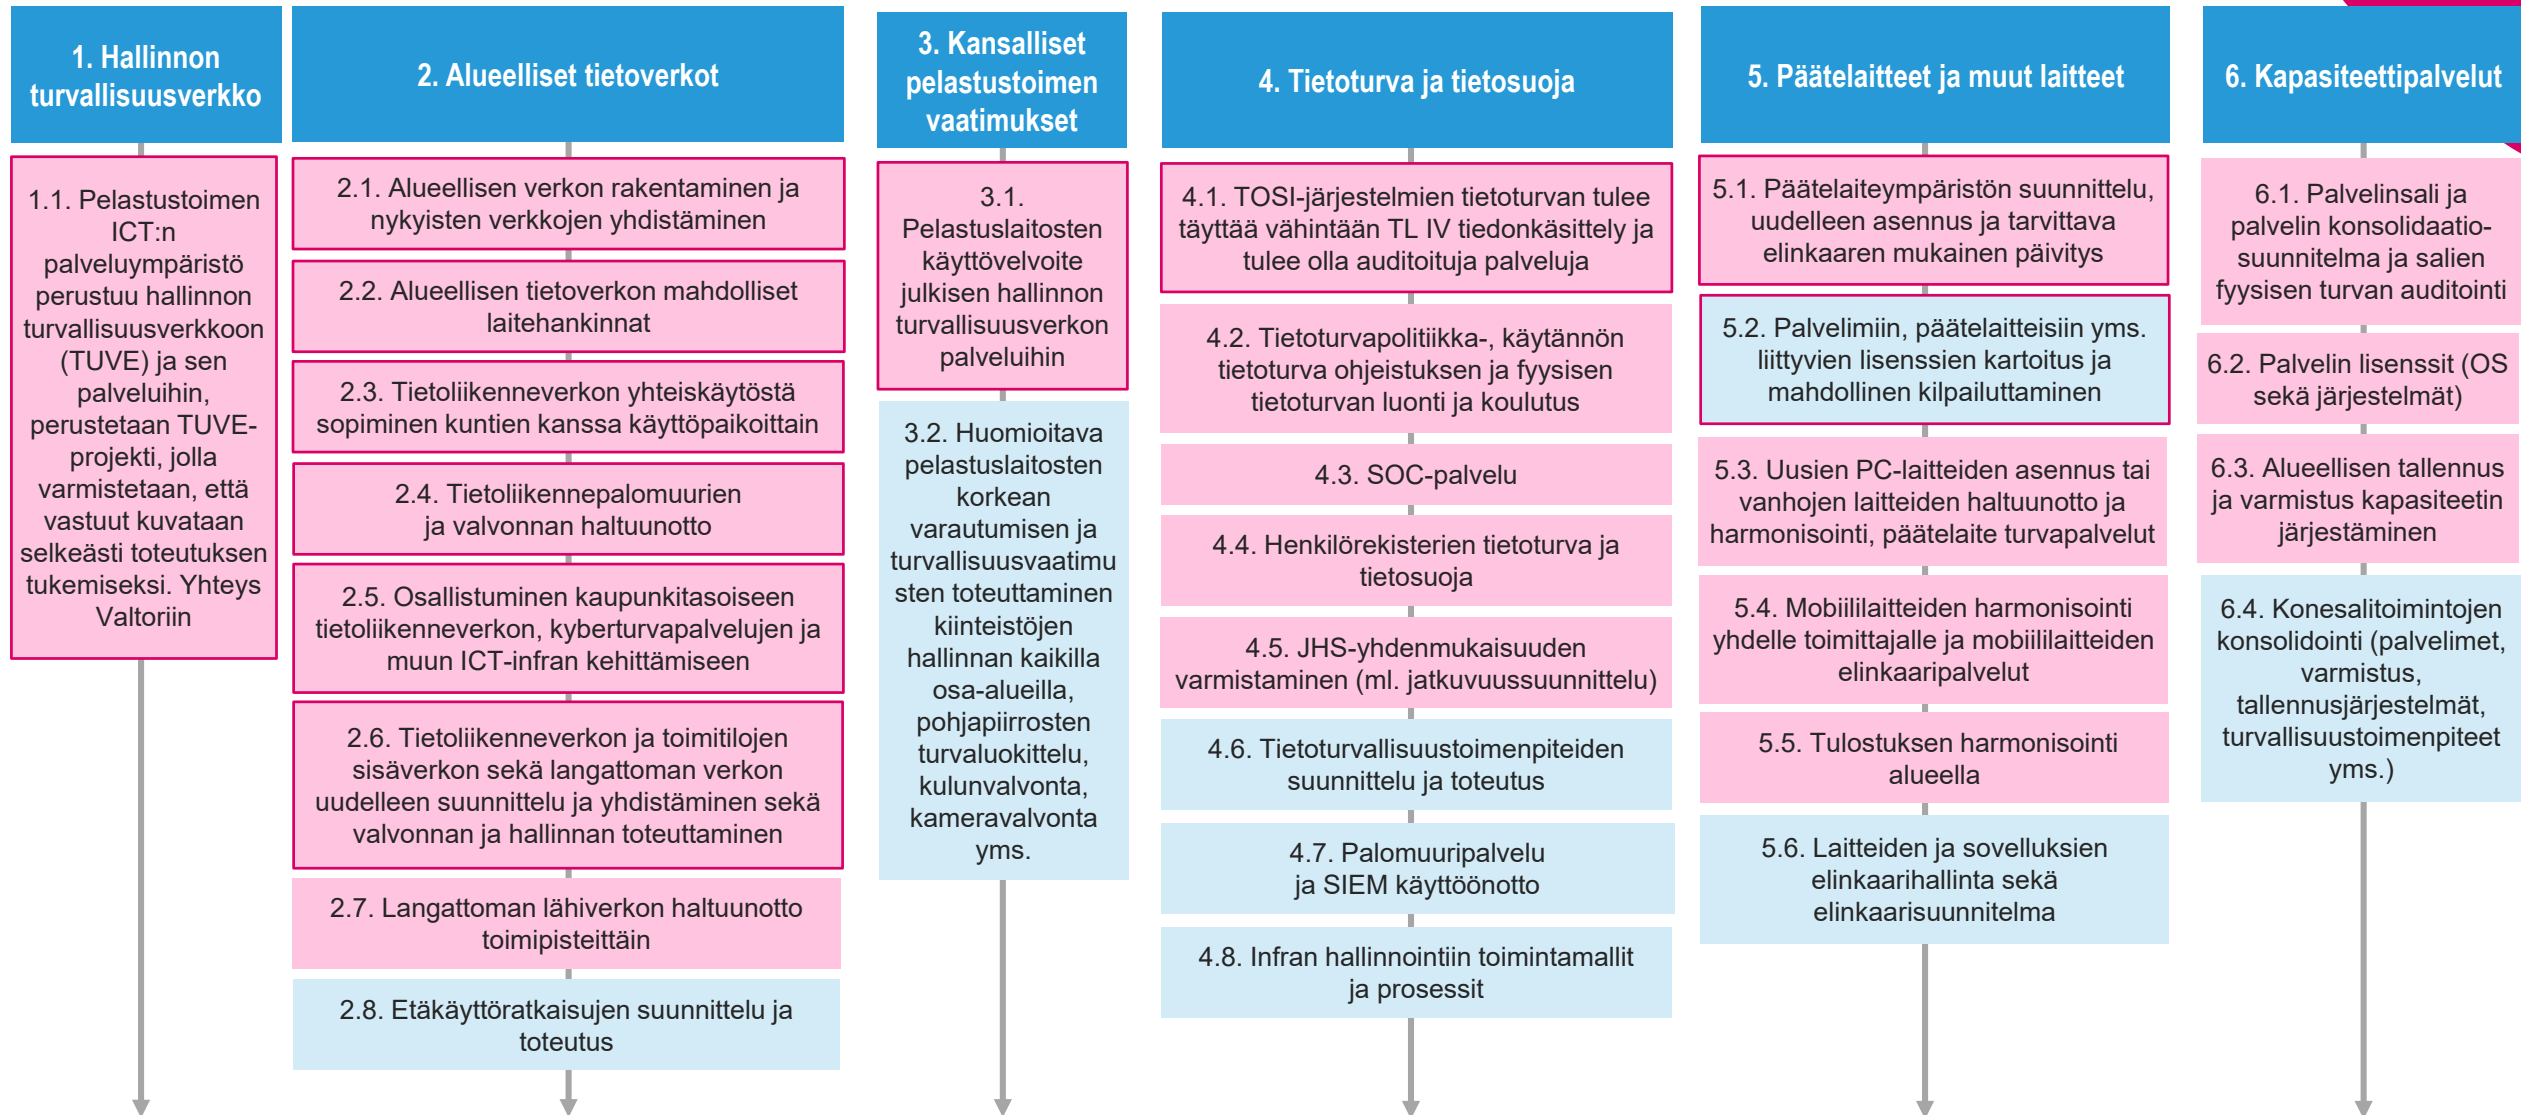 1. Hallinnon
turvallisuusverkko
1.1. Pelastustoimen
ICT:n
palveluympäristö
perustuu hallinnon
turvallisuusverkkoon
(TUVE) ja sen
palveluihin,
perustetaan TUVE-
projekti, jolla
varmistetaan, että
vastuut kuvataan
selkeästi toteutuksen
tukemiseksi. Yhteys
Valtoriin
2. Alueelliset tietoverkot
2.1. Alueellisen verkon rakentaminen ja
nykyisten verkkojen yhdistäminen
2.2. Alueellisen tietoverkon mahdolliset
laitehankinnat
2.3. Tietoliikenneverkon yhteiskäytöstä
sopiminen kuntien kanssa käyttöpaikoittain
2.4. Tietoliikennepalomuurien
ja valvonnan haltuunotto
2.5. Osallistuminen kaupunkitasoiseen
tietoliikenneverkon, kyberturvapalvelujen ja
muun ICT-infran kehittämiseen
2.6. Tietoliikenneverkon ja toimitilojen
sisäverkon sekä langattoman verkon
uudelleen suunnittelu ja yhdistäminen sekä
valvonnan ja hallinnan toteuttaminen
2.7. Langattoman lähiverkon haltuunotto
toimipisteittäin
2.8. Etäkäyttöratkaisujen suunnittelu ja
toteutus
3. Kansalliset
pelastustoimen
vaatimukset
3.1.
Pelastuslaitosten
käyttövelvoite
julkisen hallinnon
turvallisuusverkon
palveluihin
3.2. Huomioitava
pelastuslaitosten
korkean
varautumisen ja
turvallisuusvaatimu
sten toteuttaminen
kiinteistöjen
hallinnan kaikilla
osa-alueilla,
pohjapiirrosten
turvaluokittelu,
kulunvalvonta,
kameravalvonta
yms.
4. Tietoturva ja tietosuoja
4.1. TOSI-järjestelmien tietoturvan tulee
täyttää vähintään TL IV tiedonkäsittely ja
tulee olla auditoituja palveluja
4.2. Tietoturvapolitiikka-, käytännön
tietoturva ohjeistuksen ja fyysisen
tietoturvan luonti ja koulutus
4.3. SOC-palvelu
4.4. Henkilörekisterien tietoturva ja
tietosuoja
4.5. JHS-yhdenmukaisuuden
varmistaminen (ml. jatkuvuussuunnittelu)
4.6. Tietoturvallisuustoimenpiteiden
suunnittelu ja toteutus
4.7. Palomuuripalvelu
ja SIEM käyttöönotto
4.8. Infran hallinnointiin toimintamallit
ja prosessit
5. Päätelaitteet ja muut laitteet
5.1. Päätelaiteympäristön suunnittelu,
uudelleen asennus ja tarvittava
elinkaaren mukainen päivitys
5.2. Palvelimiin, päätelaitteisiin yms.
liittyvien lisenssien kartoitus ja
mahdollinen kilpailuttaminen
5.3. Uusien PC-laitteiden asennus tai
vanhojen laitteiden haltuunotto ja
harmonisointi, päätelaite turvapalvelut
5.4. Mobiililaitteiden harmonisointi
yhdelle toimittajalle ja mobiililaitteiden
elinkaaripalvelut
5.5. Tulostuksen harmonisointi
alueella
5.6. Laitteiden ja sovelluksien
elinkaarihallinta sekä
elinkaarisuunnitelma
6. Kapasiteettipalvelut
6.1. Palvelinsali ja
palvelin konsolidaatio-
suunnitelma ja salien
fyysisen turvan auditointi
6.2. Palvelin lisenssit (OS
sekä järjestelmät)
6.3. Alueellisen tallennus
ja varmistus kapasiteetin
järjestäminen
6.4. Konesalitoimintojen
konsolidointi (palvelimet,
varmistus,
tallennusjärjestelmät,
turvallisuustoimenpiteet
yms.)